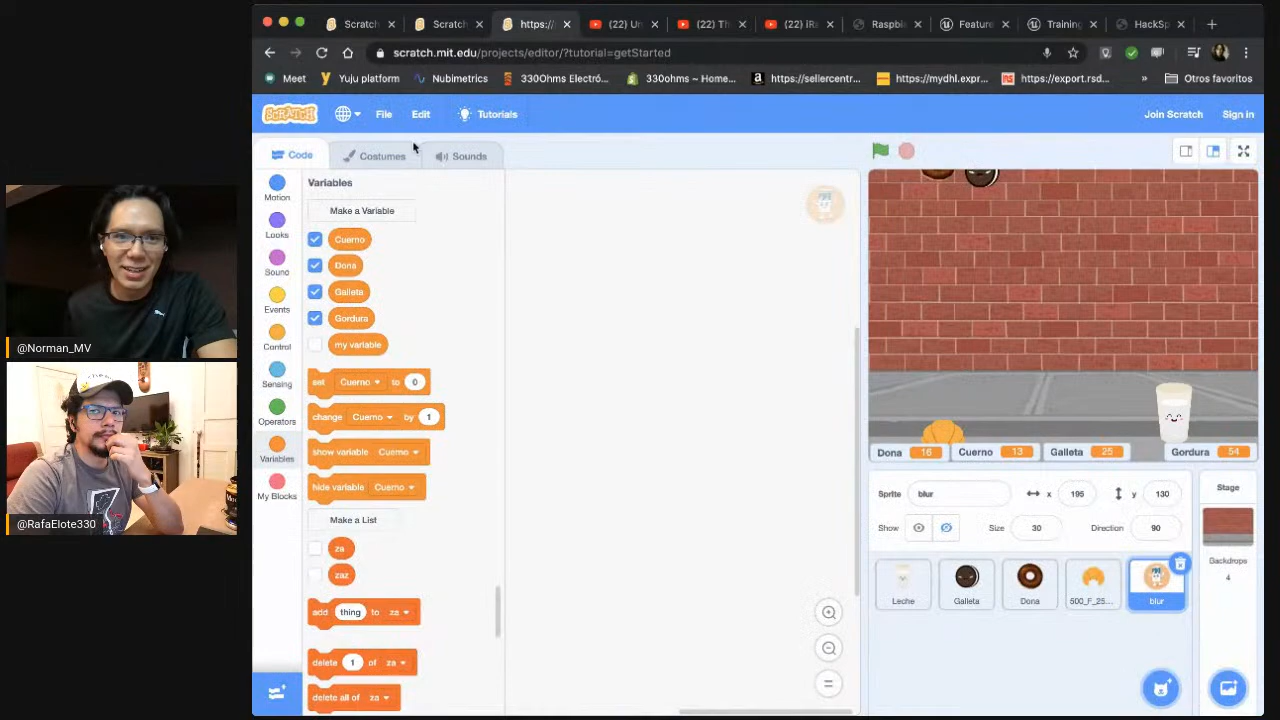 Scratch
Scratch
https:/
(22) Un
(22) Th
(22) iRa
Raspbi
Feature
Training
HackSp
scratch.mit.edu/projects/editor/?tutorial=getStarted
Meet
Yuju platform
Nubimetrics
330Ohms Electró...
330ohms ~ Home...
https://sellercentr...
https://mydhl.expr...
https://export.rsd...
»
Otros favoritos
SCRATCH
File
Edit
Tutorials
Join Scratch
Sign in
Code
Costumes
Sounds
Motion
Looks
Sound
Events
Control
Sensing
Operators
Variables
My Blocks
Variables
Make a Variable
Cuerno
Dona
Galleta
Gordura
my variable
set Cuerno to 0
change Cuerno by 1
show variable Cuerno
hide variable Cuerno
Make a List
za
zaz
add thing to za
delete 1 of za
delete all of za
Dona 16
Cuerno 13
Galleta 25
Gordura 54
Sprite blur
x 195
y 130
Show
Size 30
Direction 90
Leche
Galleta
Dona
500_F_25...
blur
Stage
Backdrops
4
@Norman_MV
@RafaElote330